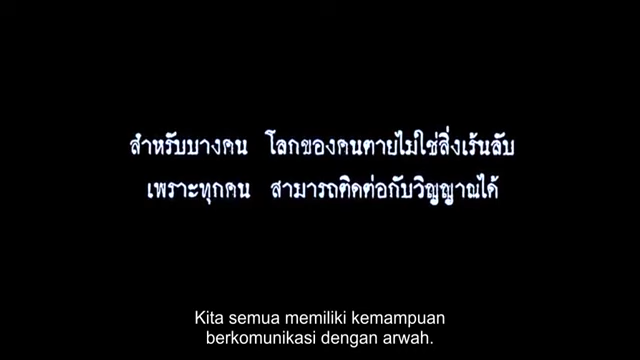 สำหรับบางคน โลกของคนตายไม่ใช่สิ่งเร้นลับ
เพราะทุกคน สามารถติดต่อกับวิญญาณได้
Kita semua memiliki kemampuan
berkomunikasi dengan arwah.